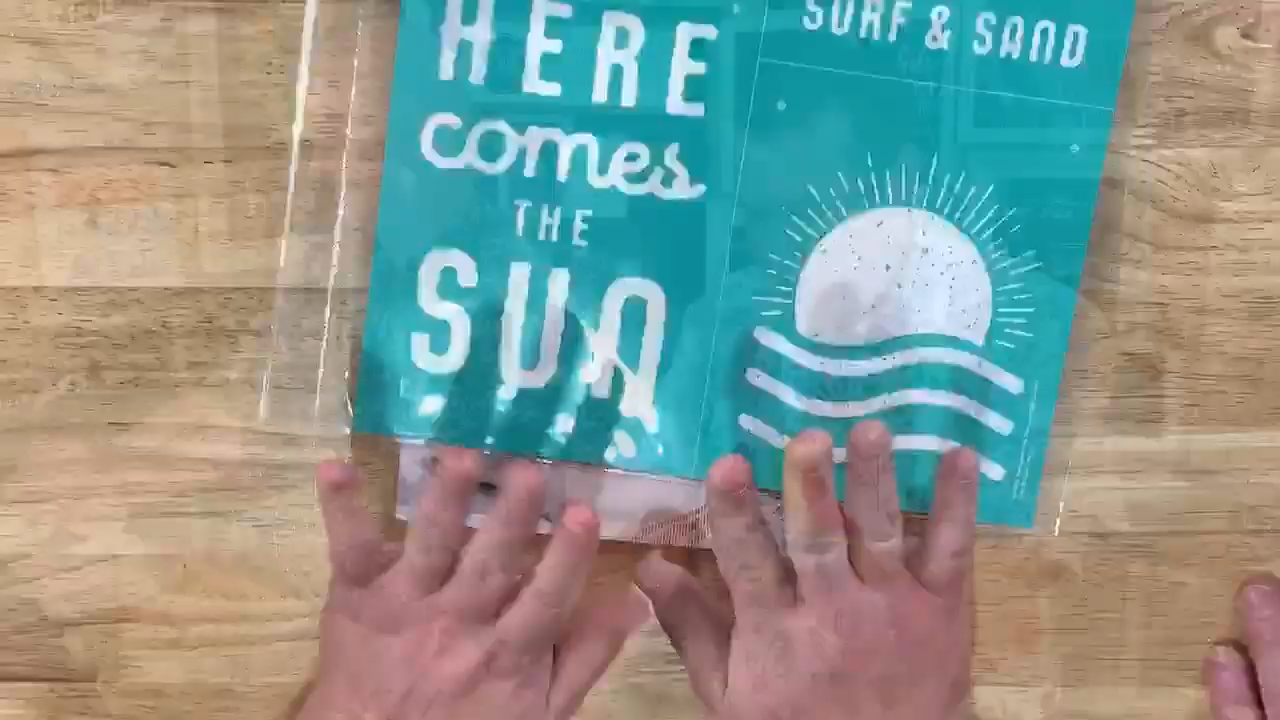 HERE
comes
THE
SUN
SURF & SAND